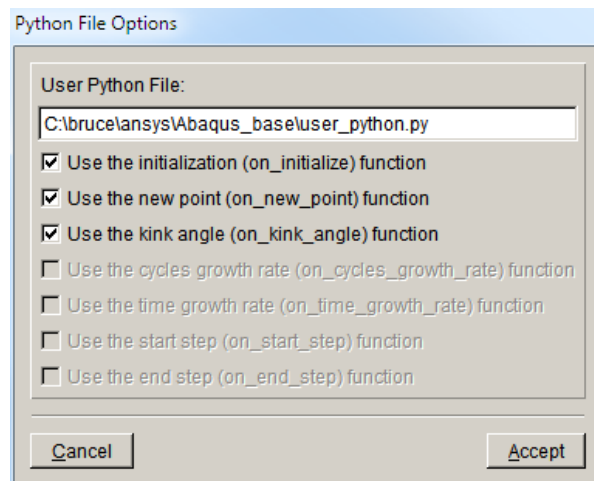 Python File Options
User Python File:
C:\bruce\ansys\Abaqus_base\user_python.py
Use the initialization (on_initialize) function
Use the new point (on_new_point) function
Use the kink angle (on_kink_angle) function
Use the cycles growth rate (on_cycles_growth_rate) function
Use the time growth rate (on_time_growth_rate) function
Use the start step (on_start_step) function
Use the end step (on_end_step) function
Cancel Accept